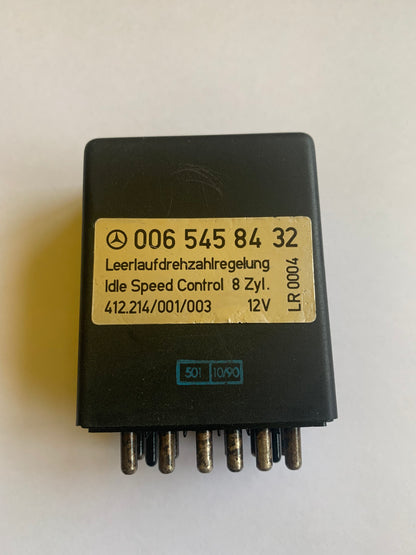 006 545 84 32
Leerlaufdrehzahlregelung
Idle Speed Control 8 Zyl.
412.214/001/003 12V
LR 0004
501 10/90